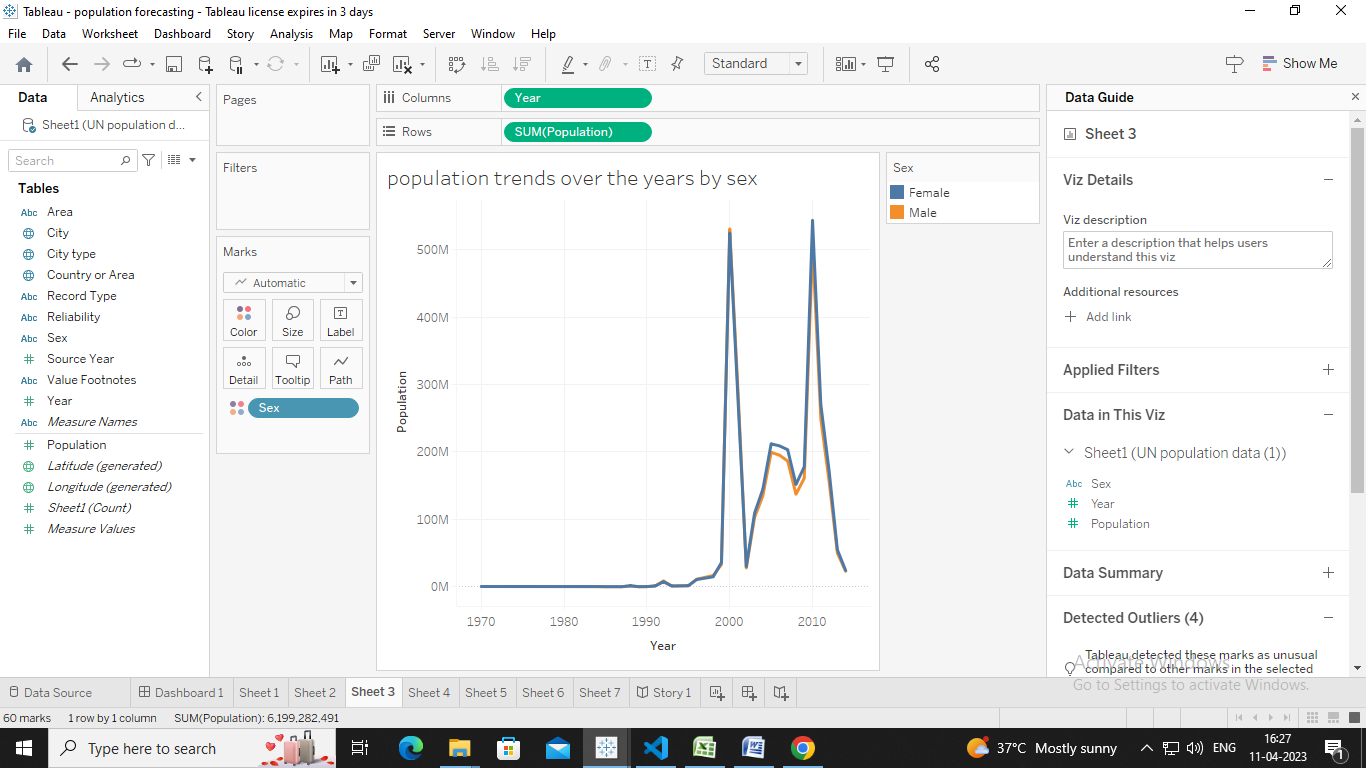 Tableau - population forecasting - Tableau license expires in 3 days
File Data Worksheet Dashboard Story Analysis Map Format Server Window Help
Standard
Show Me
Data Analytics
Sheet1 (UN population d...
Search
Tables
Abc Area
City
City type
Country or Area
Abc Record Type
Abc Reliability
Abc Sex
Source Year
Abc Value Footnotes
Year
Abc Measure Names
Population
Latitude (generated)
Longitude (generated)
Sheet1 (Count)
Measure Values
Pages
Filters
Marks
Automatic
Color Size Label
Detail Tooltip Path
Sex
Columns Year
Rows SUM(Population)
population trends over the years by sex
500M
400M
300M
200M
100M
0M
Population
1970 1980 1990 2000 2010
Year
Sex
Female
Male
Data Guide
Sheet 3
Viz Details
Viz description
Enter a description that helps users
understand this viz
Additional resources
Add link
Applied Filters
Data in This Viz
Sheet1 (UN population data (1))
Abc Sex
Year
Population
Data Summary
Detected Outliers (4)
Tableau detected these marks as unusual
compared to other marks in the selected
Activate Windows
Go to Settings to activate Windows.
Data Source Dashboard 1 Sheet 1 Sheet 2 Sheet 3 Sheet 4 Sheet 5 Sheet 6 Sheet 7 Story 1
60 marks 1 row by 1 column SUM(Population): 6,199,282,491
Type here to search
37°C Mostly sunny
ENG
16:27
11-04-2023
1